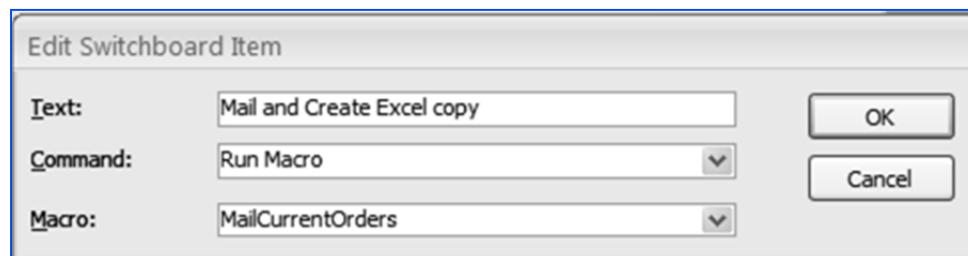 Edit Switchboard Item
Text: Mail and Create Excel copy OK
Command: Run Macro Cancel
Macro: MailCurrentOrders